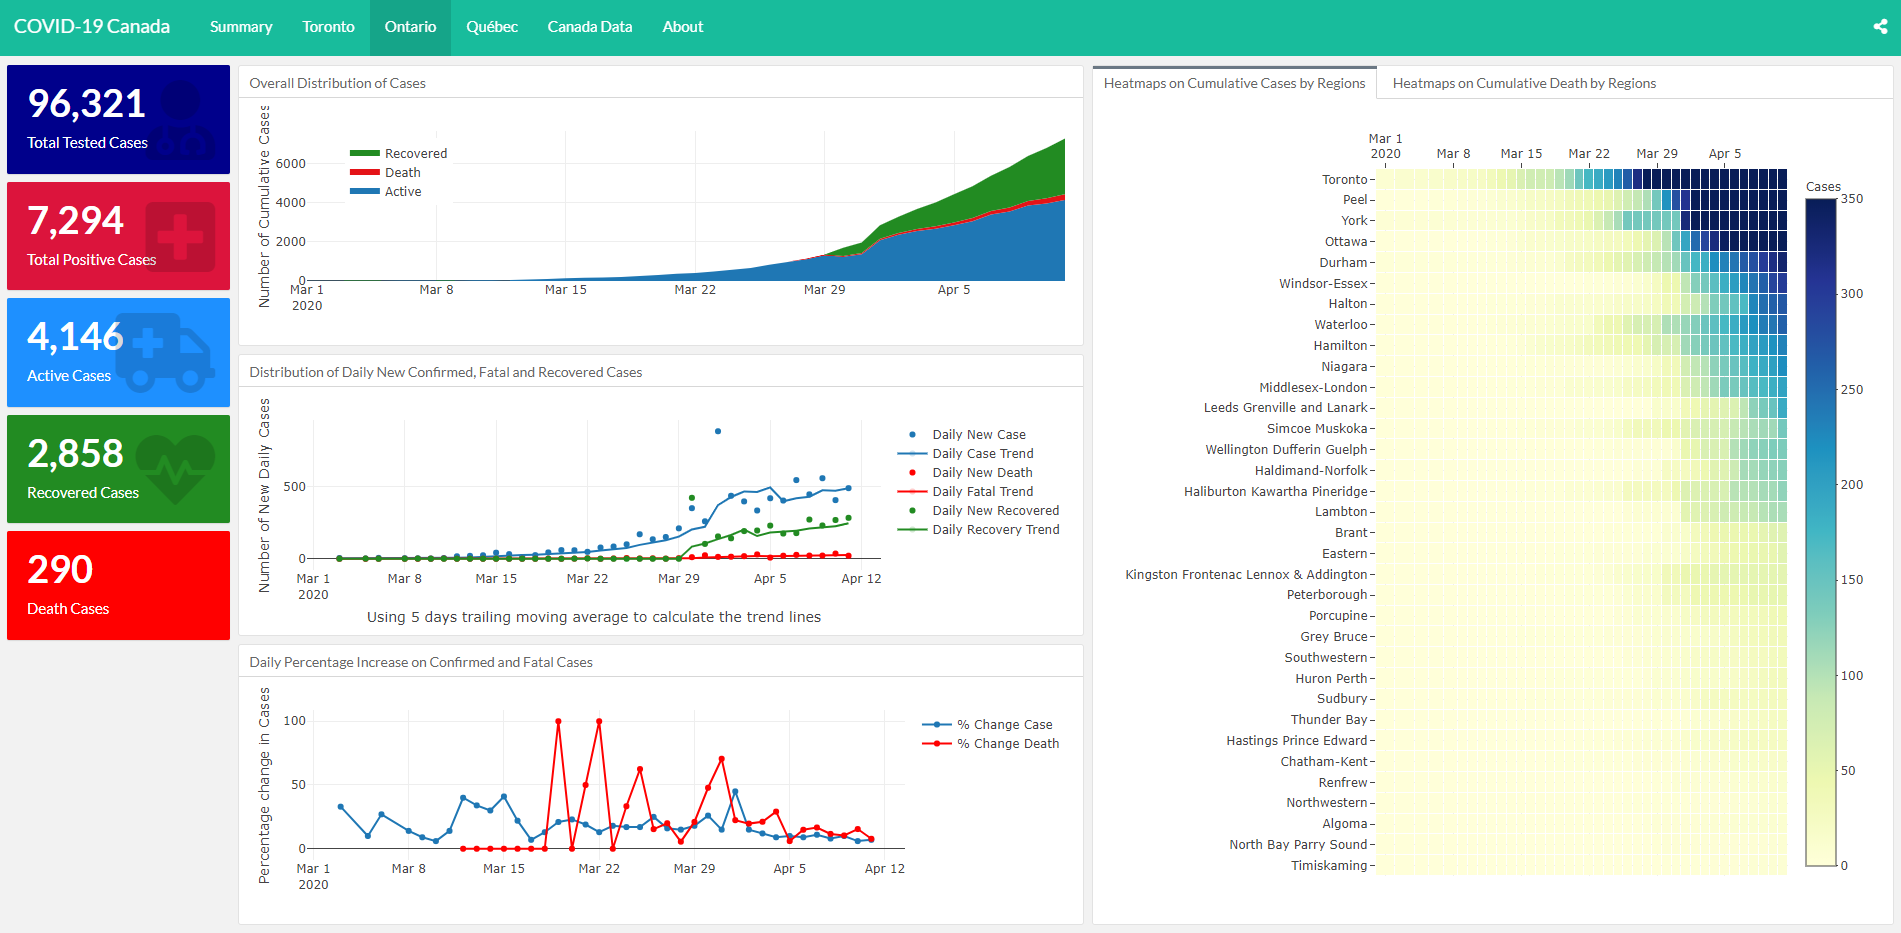 COVID-19 Canada
Summary
Toronto
Ontario
Québec
Canada Data
About
96,321
Total Tested Cases
7,294
Total Positive Cases
4,146
Active Cases
2,858
Recovered Cases
290
Death Cases
Overall Distribution of Cases
Number of Cumulative Cases
6000
4000
2000
0
Recovered
Death
Active
Mar 1
2020
Mar 8
Mar 15
Mar 22
Mar 29
Apr 5
Distribution of Daily New Confirmed, Fatal and Recovered Cases
Number of New Daily Cases
500
0
Mar 1
2020
Mar 8
Mar 15
Mar 22
Mar 29
Apr 5
Apr 12
Daily New Case
Daily Case Trend
Daily New Death
Daily Fatal Trend
Daily New Recovered
Daily Recovery Trend
Using 5 days trailing moving average to calculate the trend lines
Daily Percentage Increase on Confirmed and Fatal Cases
Percentage change in Cases
100
50
0
Mar 1
2020
Mar 8
Mar 15
Mar 22
Mar 29
Apr 5
Apr 12
% Change Case
% Change Death
Heatmaps on Cumulative Cases by Regions
Heatmaps on Cumulative Death by Regions
Mar 1
2020
Mar 8
Mar 15
Mar 22
Mar 29
Apr 5
Toronto
Peel
York
Ottawa
Durham
Windsor-Essex
Halton
Waterloo
Hamilton
Niagara
Middlesex-London
Leeds Grenville and Lanark
Simcoe Muskoka
Wellington Dufferin Guelph
Haldimand-Norfolk
Haliburton Kawartha Pineridge
Lambton
Brant
Eastern
Kingston Frontenac Lennox & Addington
Peterborough
Porcupine
Grey Bruce
Southwestern
Huron Perth
Sudbury
Thunder Bay
Hastings Prince Edward
Chatham-Kent
Renfrew
Northwestern
Algoma
North Bay Parry Sound
Timiskaming
Cases
350
300
250
200
150
100
50
0